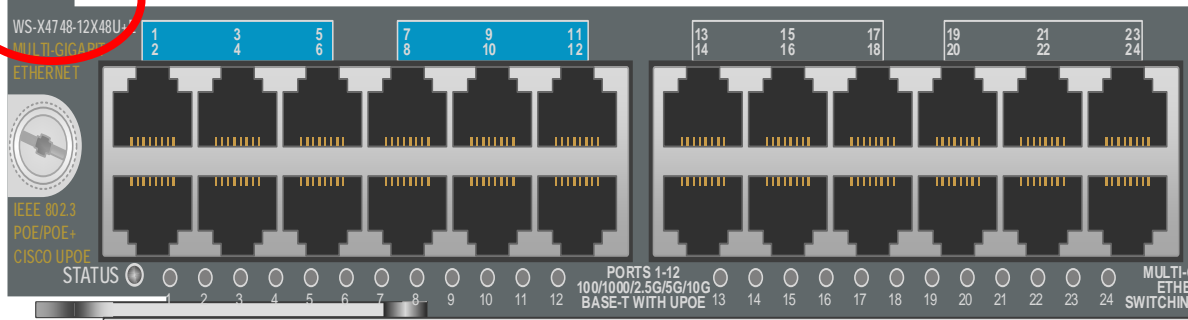 WS-X4748-12X48U+E
MULTI-GIGABIT
ETHERNET
1 3 5 7 9 11 13 15 17 19 21 23
2 4 6 8 10 12 14 16 18 20 22 24
IEEE 802.3
POE/POE+
CISCO UPOE
STATUS
PORTS 1-12
100/1000/2.5G/5G/10G
BASE-T WITH UPOE
1 2 3 4 5 6 7 8 9 10 11 12 13 14 15 16 17 18 19 20 21 22 23 24
MULTI-
ETHE
SWITCHIN